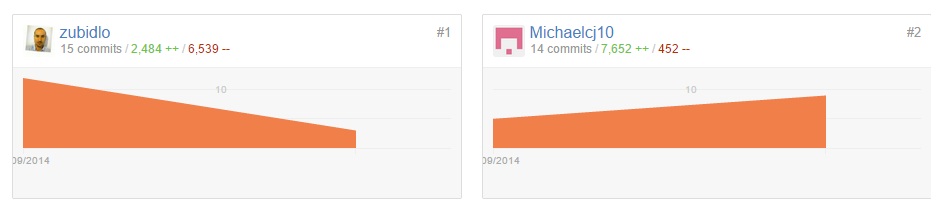 zubidlo #1
15 commits / 2,484 ++ / 6,539 --
10
09/2014
Michaelcj10 #2
14 commits / 7,652 ++ / 452 --
10
09/2014